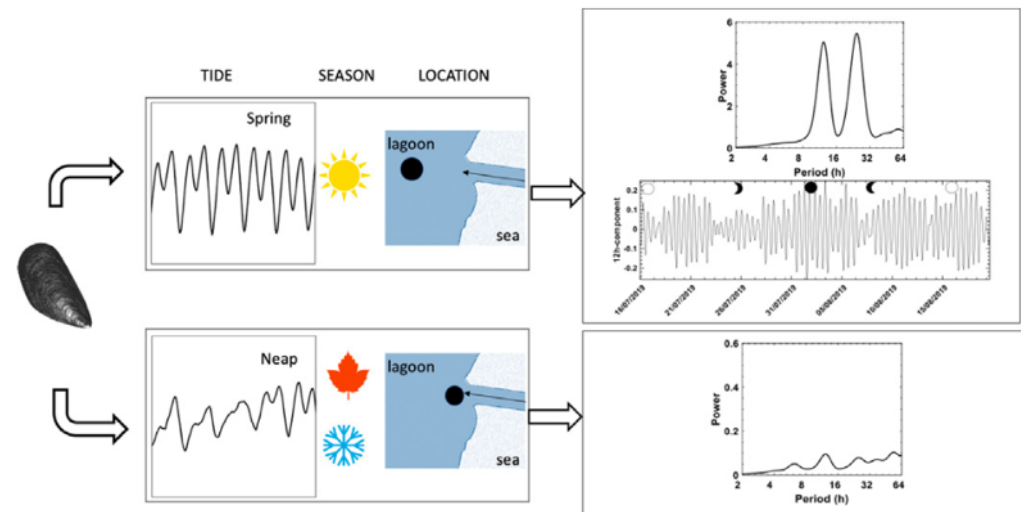 TIDE
SEASON
LOCATION
Spring
lagoon
sea
Power
6
4
2
0
2 4 8 16 32 64
Period (h)
12h-component
0.2
0.1
0
-0.1
-0.2
16/07/2019 21/07/2019 26/07/2019 31/07/2019 05/08/2019 10/08/2019 15/08/2019
Neap
lagoon
sea
Power
0.6
0.4
0.2
0
2 4 8 16 32 64
Period (h)